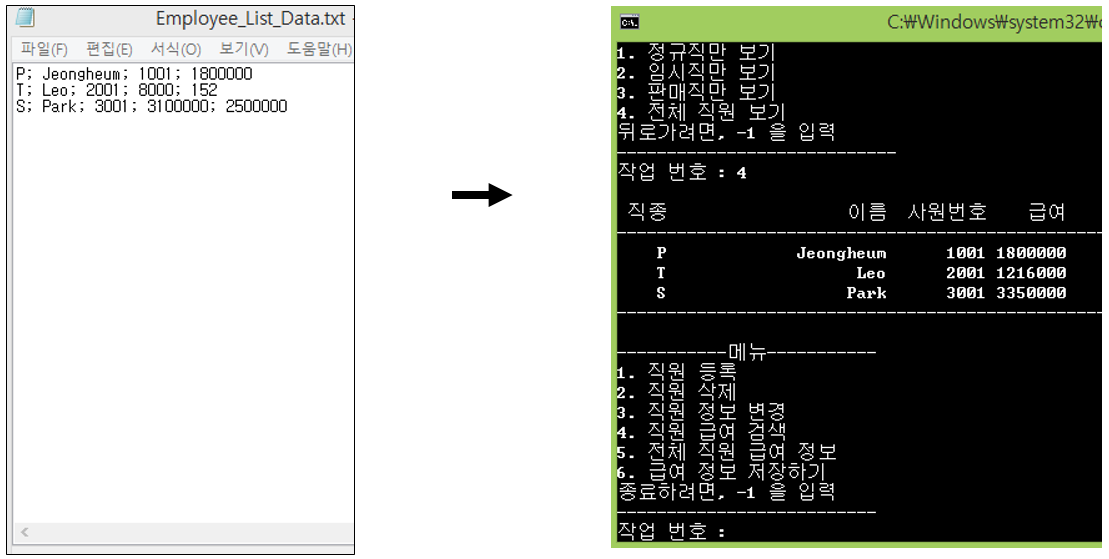 Employee_List_Data.txt -
파일(F) 편집(E) 서식(O) 보기(V) 도움말(H)
P; Jeongheum; 1001; 1800000
T; Leo; 2001; 8000; 152
S; Park; 3001; 3100000; 2500000
C:\Windows\system32\c
1. 정규직만 보기
2. 임시직만 보기
3. 판매직만 보기
4. 전체 직원 보기
뒤로가려면, -1 을 입력
----------------------------
작업 번호 : 4
직종 이름 사원번호 급여
-------------------------------------------------
P Jeongheum 1001 1800000
T Leo 2001 1216000
S Park 3001 3350000
-------------------------------------------------
-----------메뉴-----------
1. 직원 등록
2. 직원 삭제
3. 직원 정보 변경
4. 직원 급여 검색
5. 전체 직원 급여 정보
6. 급여 정보 저장하기
종료하려면, -1 을 입력
--------------------------
작업 번호 :